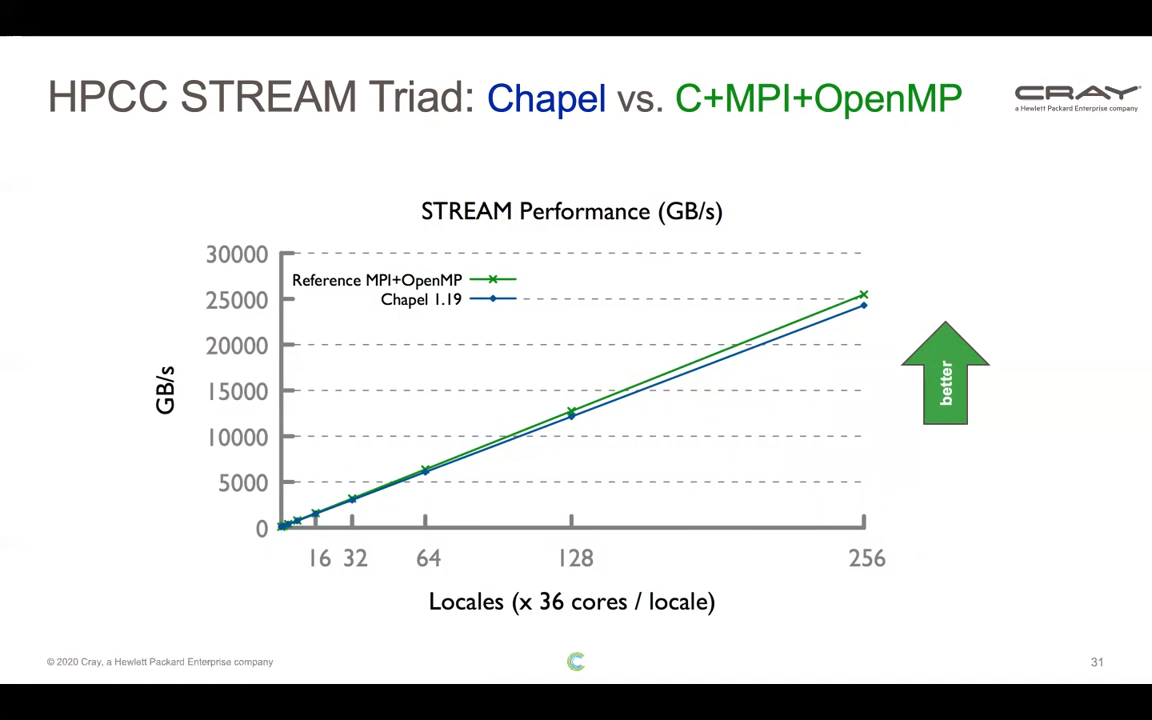 HPCC STREAM Triad: Chapel vs. C+MPI+OpenMP
CRAY
a Hewlett Packard Enterprise company
STREAM Performance (GB/s)
30000
25000
20000
15000
10000
5000
0
GB/s
Reference MPI+OpenMP
Chapel 1.19
better
16 32 64 128 256
Locales (x 36 cores / locale)
© 2020 Cray, a Hewlett Packard Enterprise company
C
31